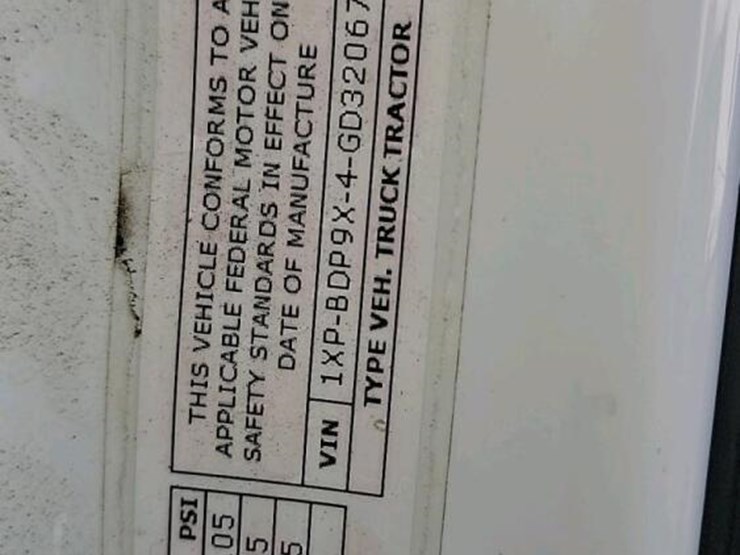 THIS VEHICLE CONFORMS TO A
APPLICABLE FEDERAL MOTOR VEH
SAFETY STANDARDS IN EFFECT ON
DATE OF MANUFACTURE
VIN 1XP-BDP9X-4-GD32067
TYPE VEH. TRUCK TRACTOR
PSI
05
5
5